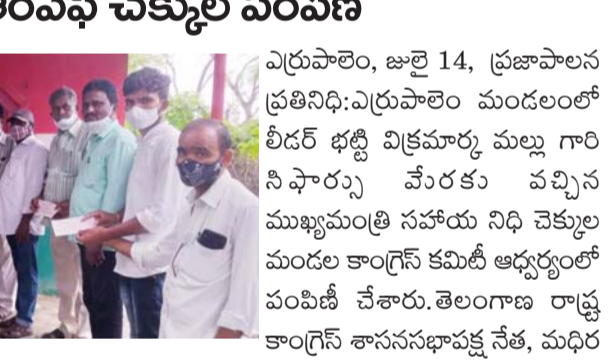 చెక్కుల పంపిణీ
ఎర్రుపాలెం, జులై 14, ప్రజాపాలన
ప్రతినిధి:ఎర్రుపాలెం మండలంలో
లీడర్ భట్టి విక్రమార్క మల్లు గారి
సిఫార్సు మేరకు వచ్చిన
ముఖ్యమంత్రి సహాయ నిధి చెక్కుల
మండల కాంగ్రెస్ కమిటీ ఆధ్వర్యంలో
పంపిణీ చేశారు.తెలంగాణ రాష్ట్ర
కాంగ్రెస్ శాసనసభాపక్ష నేత, మధిర